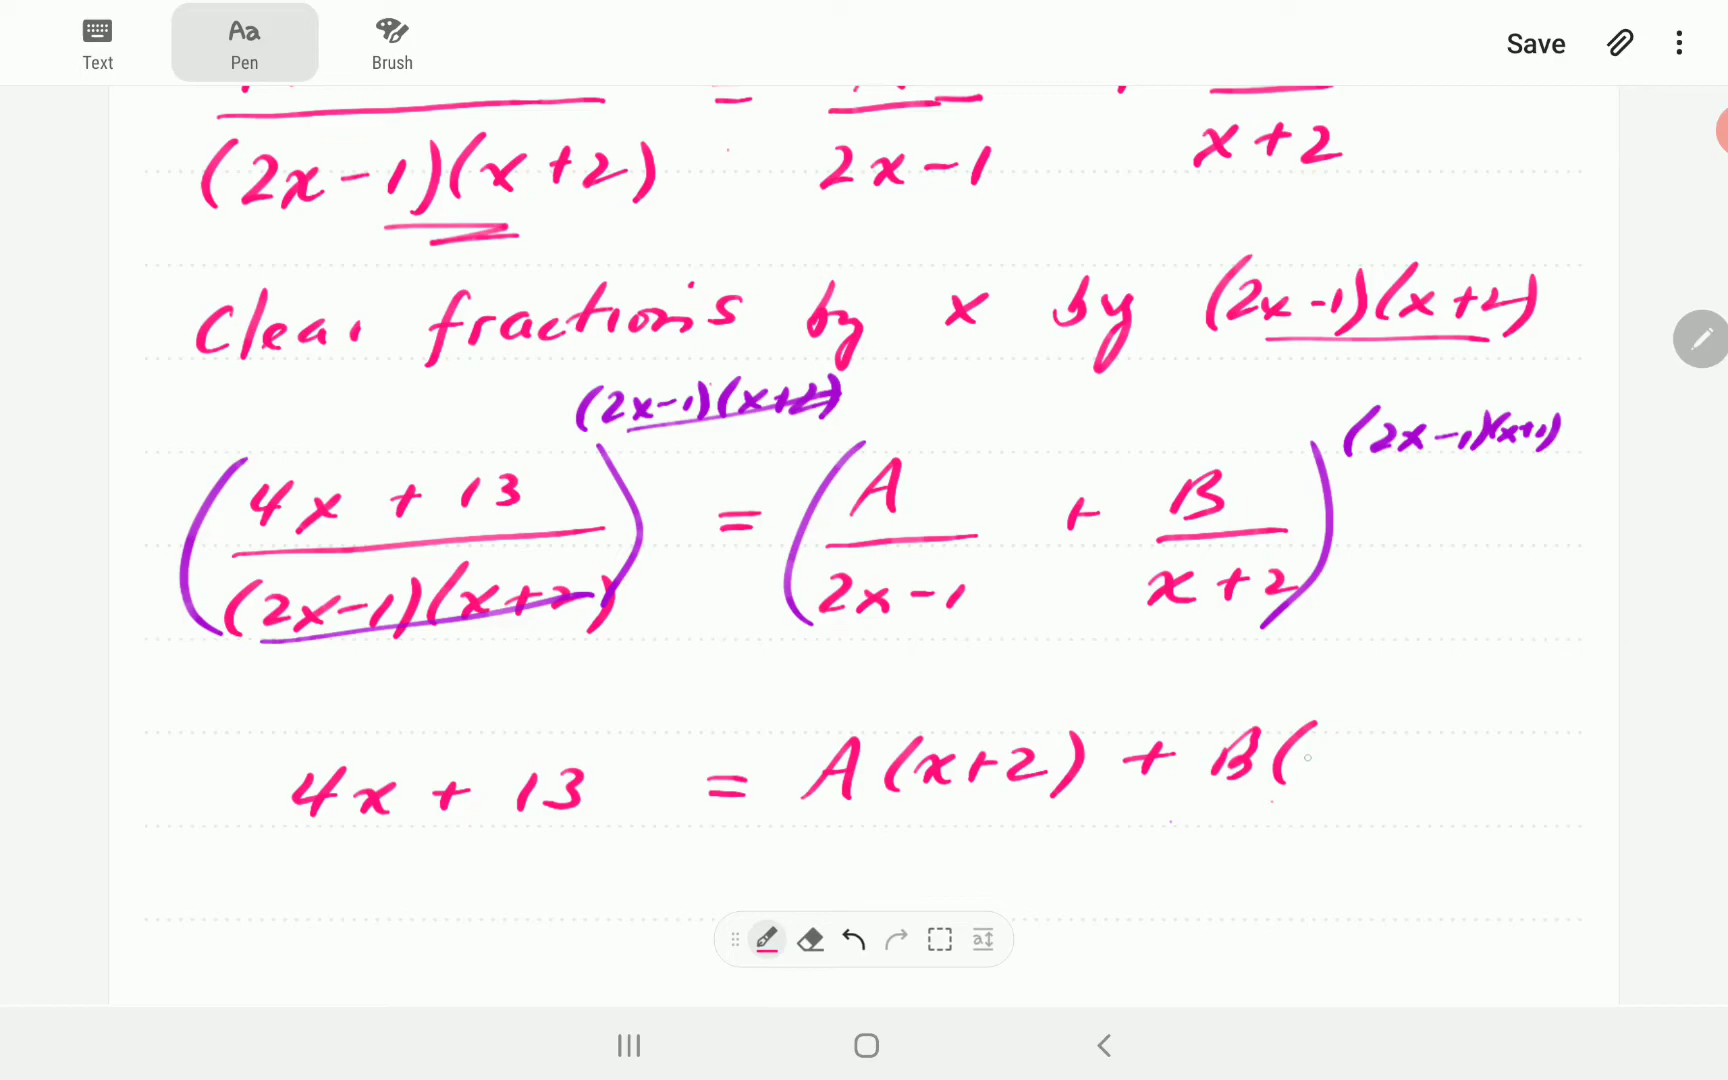 Text Pen Brush Save
(2x-1)(x+2) = 2x-1 x+2
Clear fractions by x by (2x-1)(x+2)
(2x-1)(x+2) (2x-1)(x+1)
(4x + 13 / (2x-1)(x+2)) = (A / 2x-1 + B / x+2)
4x + 13 = A(x+2) + B(